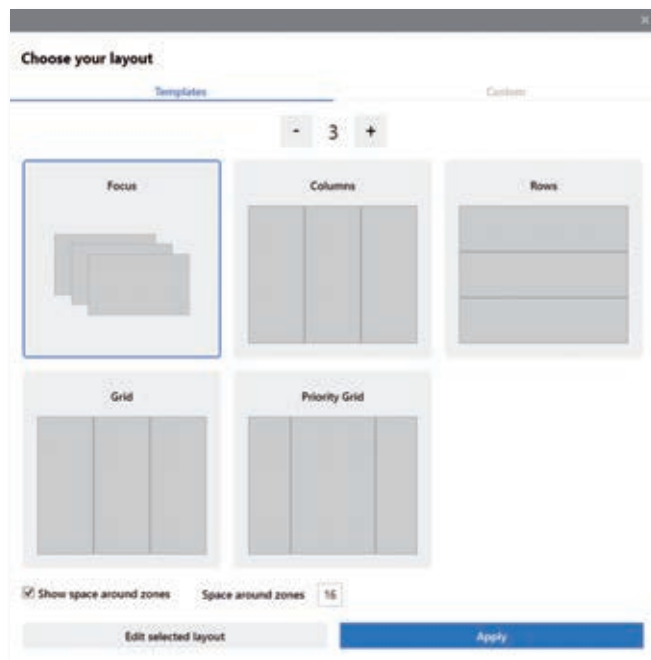 Choose your layout
Templates Custom
- 3 +
Focus Columns Rows
Grid Priority Grid
Show space around zones Space around zones 16
Edit selected layout Apply